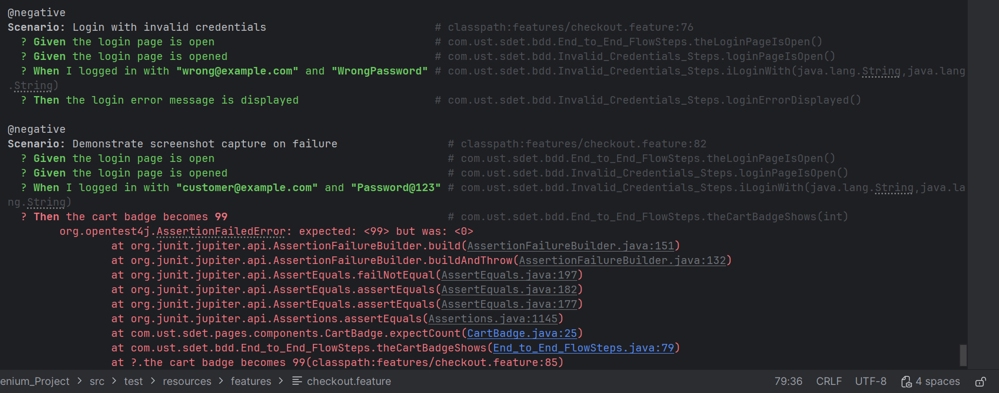 @negative
Scenario: Login with invalid credentials # classpath:features/checkout.feature:76
? Given the login page is open # com.ust.sdet.bdd.End_to_End_FlowSteps.theLoginPageIsOpen()
? Given the login page is opened # com.ust.sdet.bdd.Invalid_Credentials_Steps.loginPageIsOpen()
? When I logged in with "wrong@example.com" and "WrongPassword" # com.ust.sdet.bdd.Invalid_Credentials_Steps.iLoginWith(java.lang.String,java.lang
.String)
? Then the login error message is displayed # com.ust.sdet.bdd.Invalid_Credentials_Steps.loginErrorDisplayed()
@negative
Scenario: Demonstrate screenshot capture on failure # classpath:features/checkout.feature:82
? Given the login page is open # com.ust.sdet.bdd.End_to_End_FlowSteps.theLoginPageIsOpen()
? Given the login page is opened # com.ust.sdet.bdd.Invalid_Credentials_Steps.loginPageIsOpen()
? When I logged in with "customer@example.com" and "Password@123" # com.ust.sdet.bdd.Invalid_Credentials_Steps.iLoginWith(java.lang.String,java.la
ng.String)
? Then the cart badge becomes 99 # com.ust.sdet.bdd.End_to_End_FlowSteps.theCartBadgeShows(int)
org.opentest4j.AssertionFailedError: expected: <99> but was: <0>
at org.junit.jupiter.api.AssertionFailureBuilder.build(AssertionFailureBuilder.java:151)
at org.junit.jupiter.api.AssertionFailureBuilder.buildAndThrow(AssertionFailureBuilder.java:132)
at org.junit.jupiter.api.AssertEquals.failNotEqual(AssertEquals.java:197)
at org.junit.jupiter.api.AssertEquals.assertEquals(AssertEquals.java:182)
at org.junit.jupiter.api.AssertEquals.assertEquals(AssertEquals.java:177)
at org.junit.jupiter.api.Assertions.assertEquals(Assertions.java:1145)
at com.ust.sdet.pages.components.CartBadge.expectCount(CartBadge.java:25)
at com.ust.sdet.bdd.End_to_End_FlowSteps.theCartBadgeShows(End_to_End_FlowSteps.java:79)
at ?.the cart badge becomes 99(classpath:features/checkout.feature:85)
enium_Project > src > test > resources > features > checkout.feature 79:36 CRLF UTF-8 4 spaces